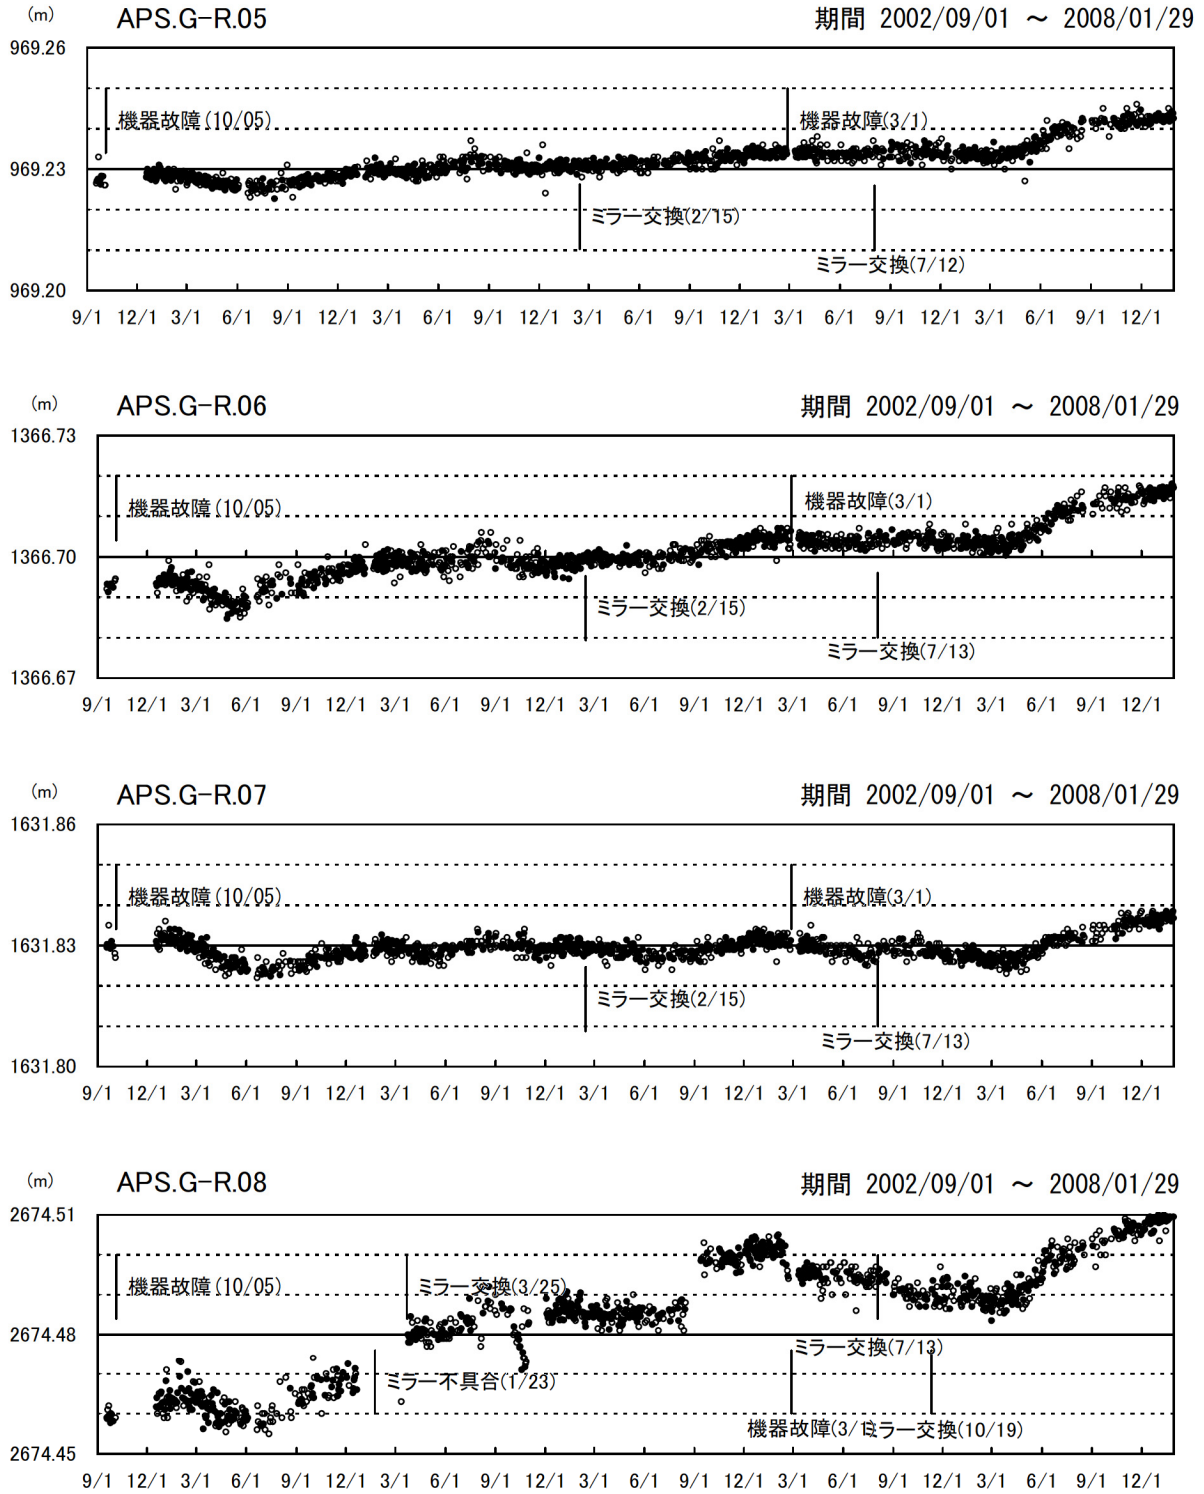 (m) APS.G-R.05 期間 2002/09/01 ～ 2008/01/29
969.26
機器故障(10/05) 機器故障(3/1)
969.23
ミラー交換(2/15)
ミラー交換(7/12)
969.20
9/1 12/1 3/1 6/1 9/1 12/1 3/1 6/1 9/1 12/1 3/1 6/1 9/1 12/1 3/1 6/1 9/1 12/1 3/1 6/1 9/1 12/1
(m) APS.G-R.06 期間 2002/09/01 ～ 2008/01/29
1366.73
機器故障(10/05) 機器故障(3/1)
1366.70
ミラー交換(2/15)
ミラー交換(7/13)
1366.67
9/1 12/1 3/1 6/1 9/1 12/1 3/1 6/1 9/1 12/1 3/1 6/1 9/1 12/1 3/1 6/1 9/1 12/1 3/1 6/1 9/1 12/1
(m) APS.G-R.07 期間 2002/09/01 ～ 2008/01/29
1631.86
機器故障(10/05) 機器故障(3/1)
1631.83
ミラー交換(2/15)
ミラー交換(7/13)
1631.80
9/1 12/1 3/1 6/1 9/1 12/1 3/1 6/1 9/1 12/1 3/1 6/1 9/1 12/1 3/1 6/1 9/1 12/1 3/1 6/1 9/1 12/1
(m) APS.G-R.08 期間 2002/09/01 ～ 2008/01/29
2674.51
機器故障(10/05) ミラー交換(3/25)
2674.48
ミラー交換(7/13)
ミラー不具合(1/23)
機器故障(3/1) ミラー交換(10/19)
2674.45
9/1 12/1 3/1 6/1 9/1 12/1 3/1 6/1 9/1 12/1 3/1 6/1 9/1 12/1 3/1 6/1 9/1 12/1 3/1 6/1 9/1 12/1